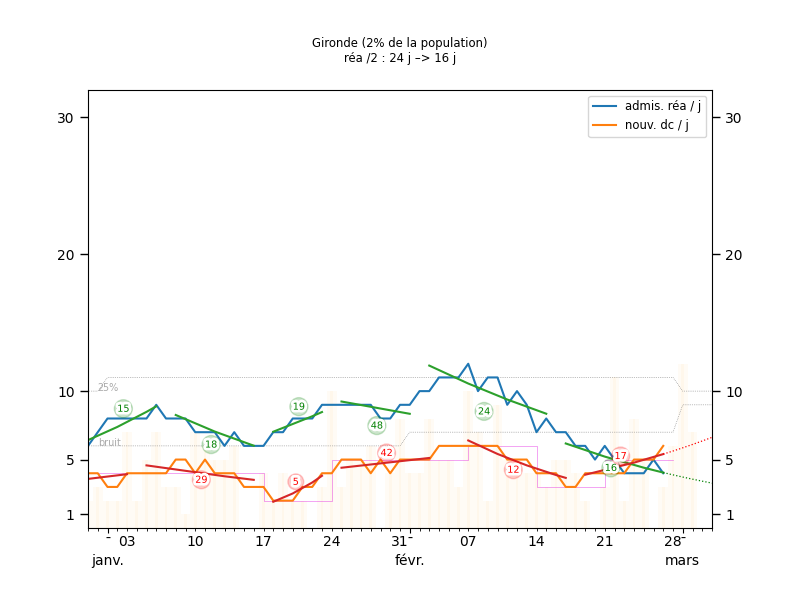 Gironde (2% de la population)
réa /2 : 24 j –> 16 j
admis. réa / j
nouv. dc / j
30 30
20 20
10 10
5 5
1 1
25%
bruit
15
18
29
19
5
48
42
24
12
17
16
03 10 17 24 31 07 14 21 28
janv. févr. mars